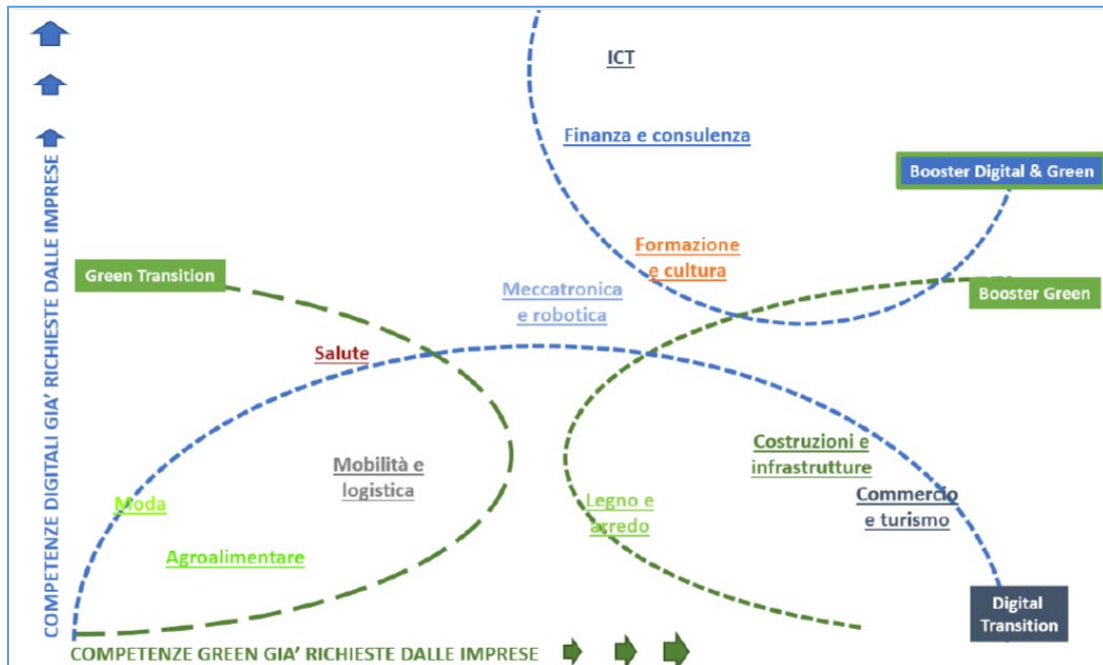 ICT
Finanza e consulenza
Booster Digital & Green
Formazione
e cultura
Green Transition
Meccatronica
e robotica
Booster Green
Salute
Costruzioni e
infrastrutture
Mobilità e
logistica
Commercio
e turismo
Moda
Legno e
arredo
Agroalimentare
Digital
Transition
COMPETENZE DIGITALI GIA’ RICHIESTE DALLE IMPRESE
COMPETENZE GREEN GIA’ RICHIESTE DALLE IMPRESE